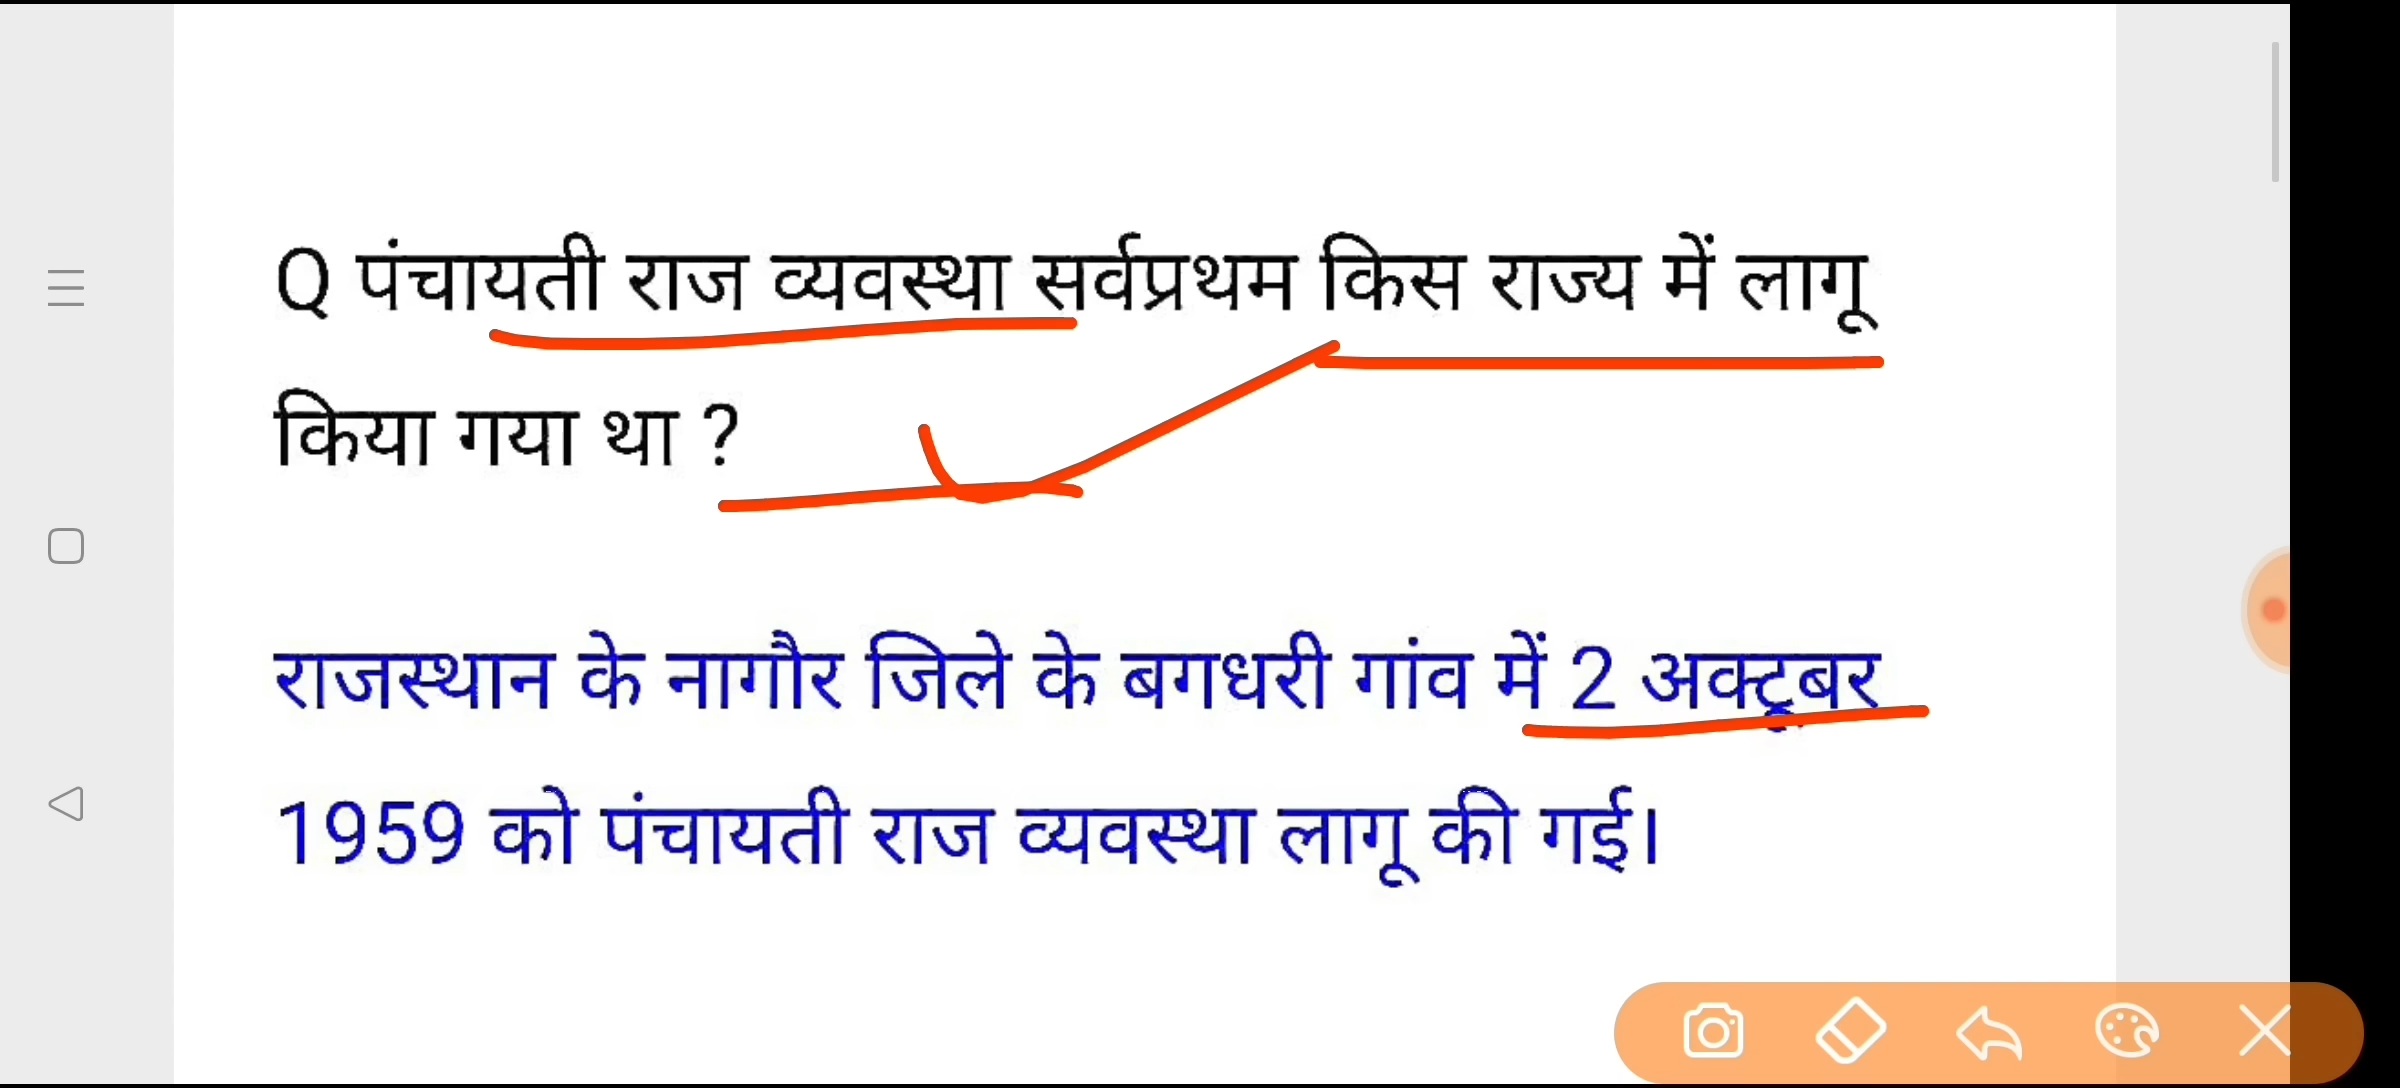 Q पंचायती राज व्यवस्था सर्वप्रथम किस राज्य में लागू
किया गया था ?
राजस्थान के नागौर जिले के बगधरी गांव में 2 अक्टूबर
1959 को पंचायती राज व्यवस्था लागू की गई।